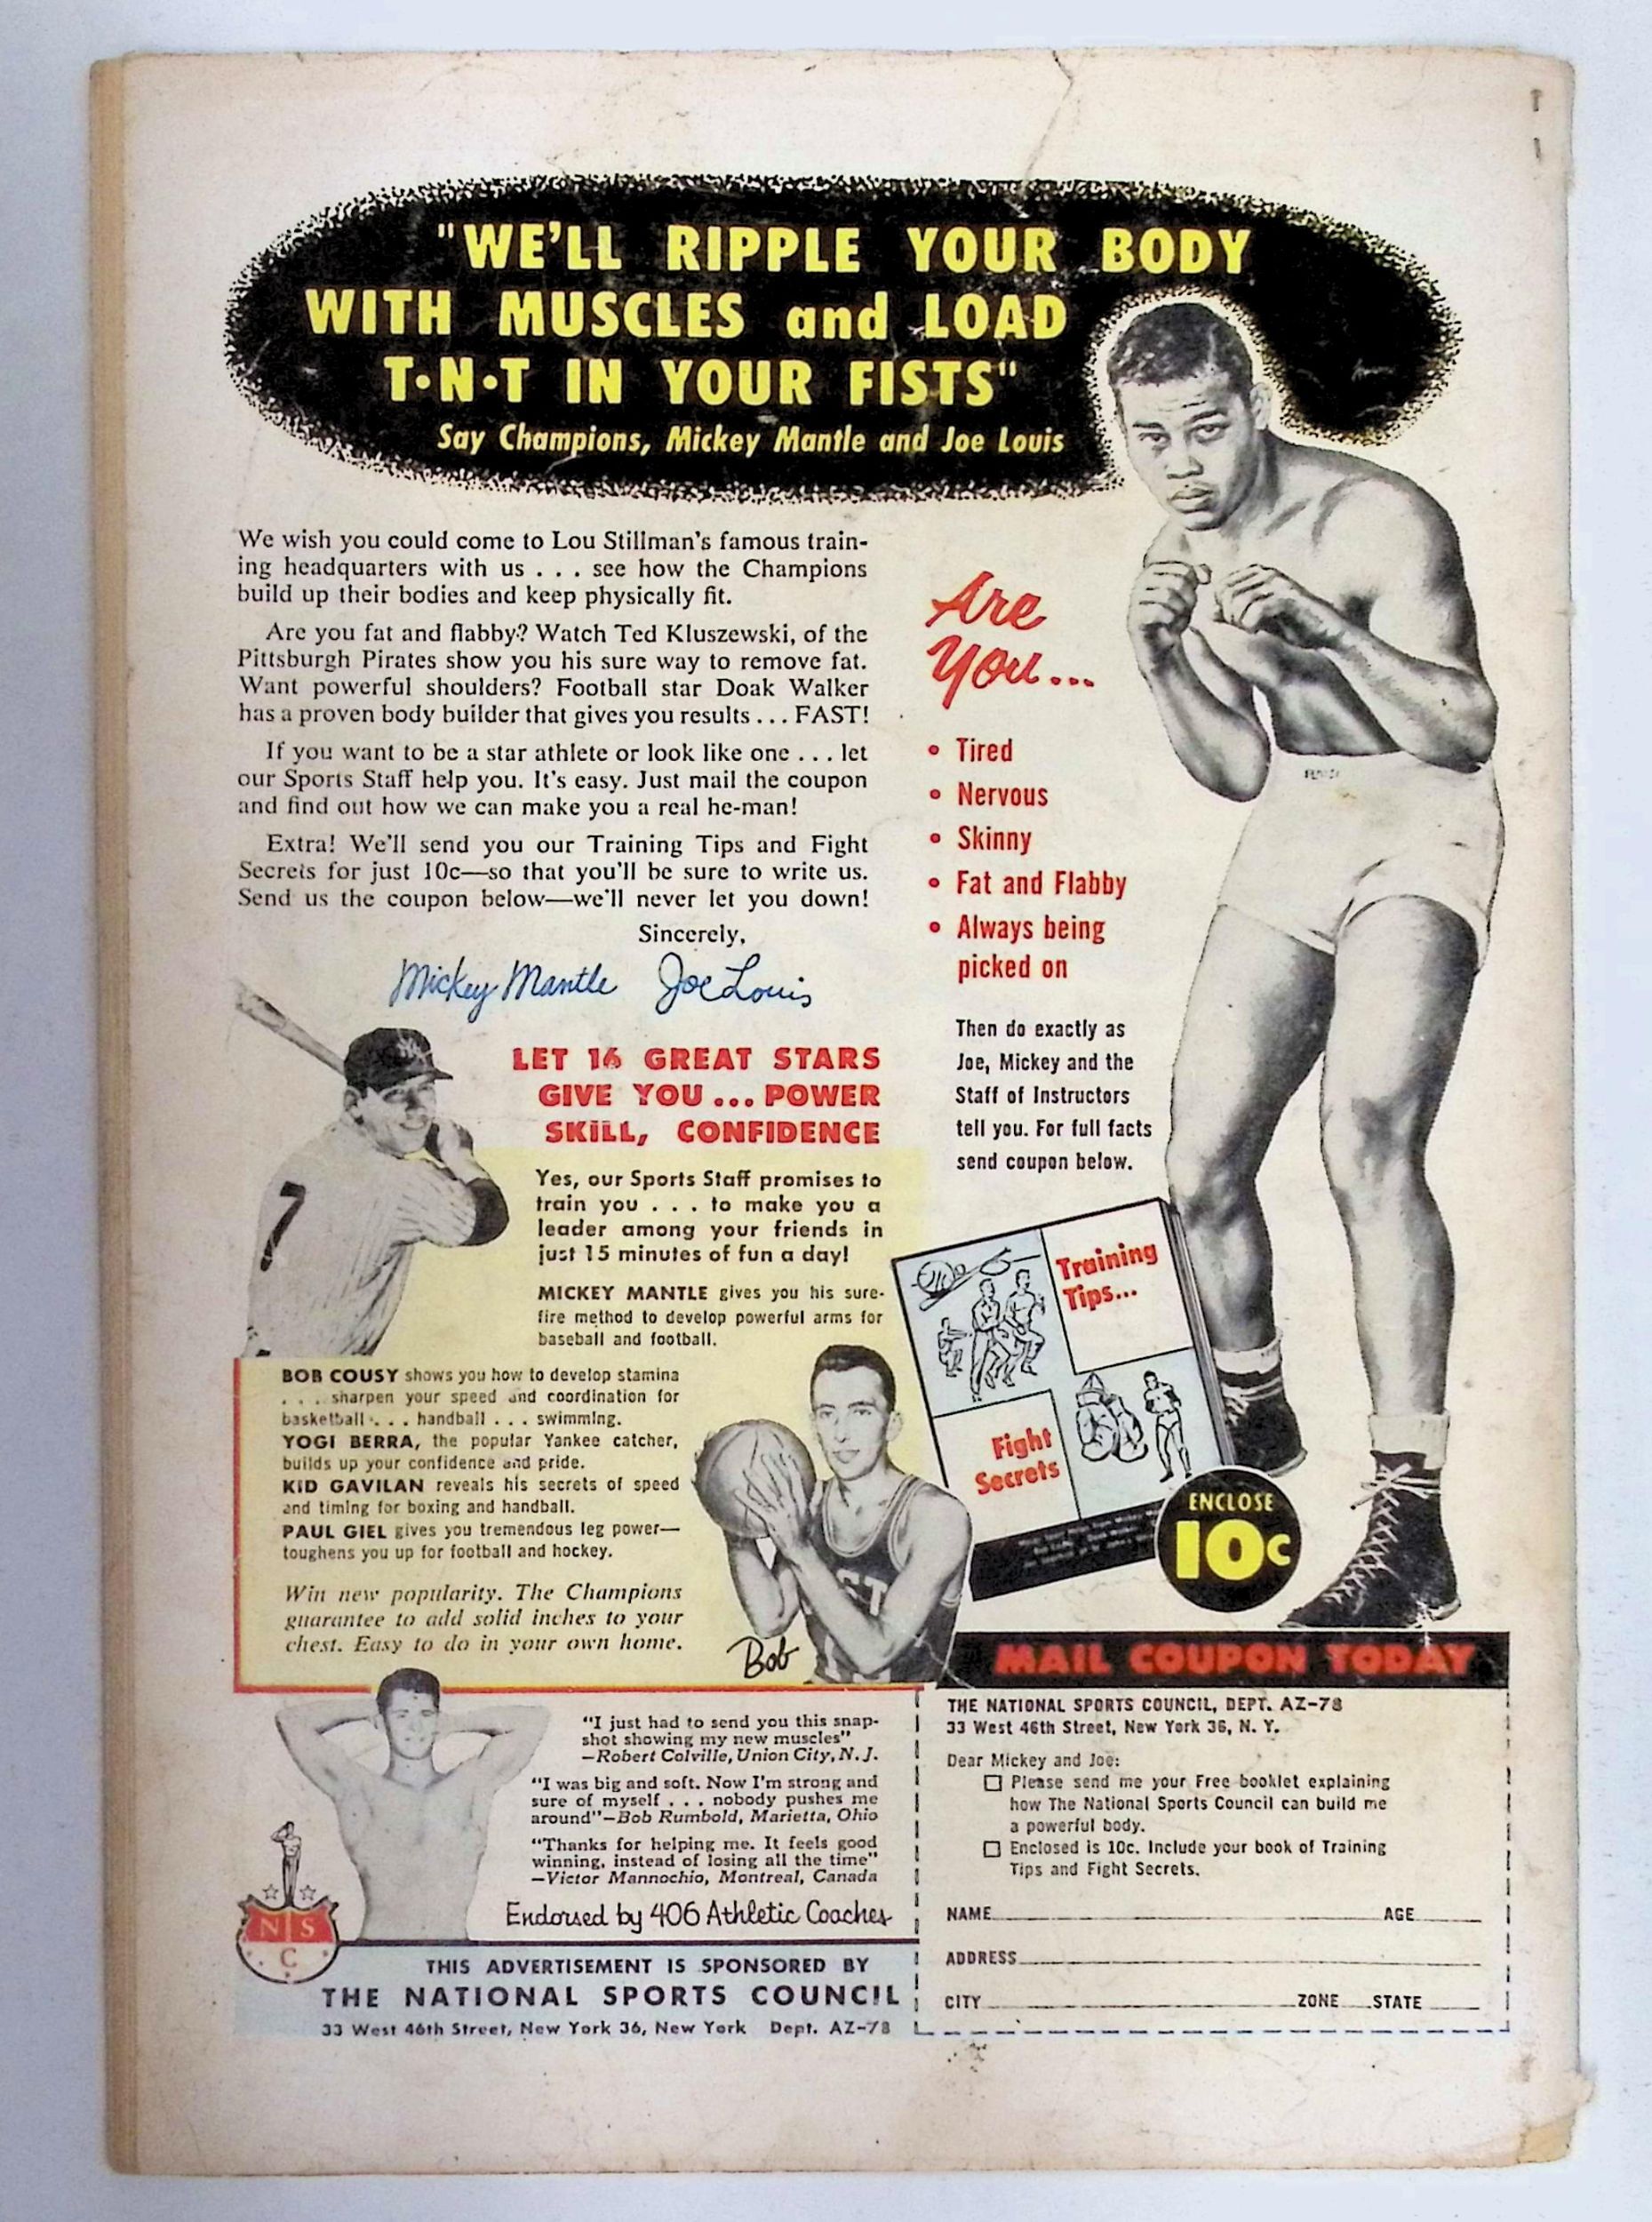 "WE'LL RIPPLE YOUR BODY
WITH MUSCLES and LOAD
T•N•T IN YOUR FISTS"
Say Champions, Mickey Mantle and Joe Louis
We wish you could come to Lou Stillman's famous train-
ing headquarters with us . . . see how the Champions
build up their bodies and keep physically fit.
Are you fat and flabby? Watch Ted Kluszewski, of the
Pittsburgh Pirates show you his sure way to remove fat.
Want powerful shoulders? Football star Doak Walker
has a proven body builder that gives you results . . . FAST!
If you want to be a star athlete or look like one . . . let
our Sports Staff help you. It's easy. Just mail the coupon
and find out how we can make you a real he-man!
Extra! We'll send you our Training Tips and Fight
Secrets for just 10c—so that you'll be sure to write us.
Send us the coupon below—we'll never let you down!
Sincerely,
Mickey Mantle Joe Louis
Are
You...
• Tired
• Nervous
• Skinny
• Fat and Flabby
• Always being
picked on
Then do exactly as
Joe, Mickey and the
Staff of Instructors
tell you. For full facts
send coupon below.
7
LET 16 GREAT STARS
GIVE YOU ... POWER
SKILL, CONFIDENCE
Yes, our Sports Staff promises to
train you . . . to make you a
leader among your friends in
just 15 minutes of fun a day!
MICKEY MANTLE gives you his sure-
fire method to develop powerful arms for
baseball and football.
BOB COUSY shows you how to develop stamina
. . . sharpen your speed and coordination for
basketball . . . handball . . . swimming.
YOGI BERRA, the popular Yankee catcher,
builds up your confidence and pride.
KID GAVILAN reveals his secrets of speed
and timing for boxing and handball.
PAUL GIEL gives you tremendous leg power—
toughens you up for football and hockey.
Win new popularity. The Champions
guarantee to add solid inches to your
chest. Easy to do in your own home.
Bob
Training
Tips...
Fight
Secrets
ENCLOSE
10c
"I just had to send you this snap-
shot showing my new muscles"
—Robert Colville, Union City, N. J.
"I was big and soft. Now I'm strong and
sure of myself . . . nobody pushes me
around"—Bob Rumbold, Marietta, Ohio
"Thanks for helping me. It feels good
winning, instead of losing all the time"
—Victor Mannochio, Montreal, Canada
Endorsed by 406 Athletic Coaches
N S
C
THIS ADVERTISEMENT IS SPONSORED BY
THE NATIONAL SPORTS COUNCIL
33 West 46th Street, New York 36, New York Dept. AZ-78
MAIL COUPON TODAY
THE NATIONAL SPORTS COUNCIL, DEPT. AZ-78
33 West 46th Street, New York 36, N. Y.
Dear Mickey and Joe:
☐ Please send me your Free booklet explaining
how The National Sports Council can build me
a powerful body.
☐ Enclosed is 10c. Include your book of Training
Tips and Fight Secrets.
NAME AGE
ADDRESS
CITY ZONE STATE